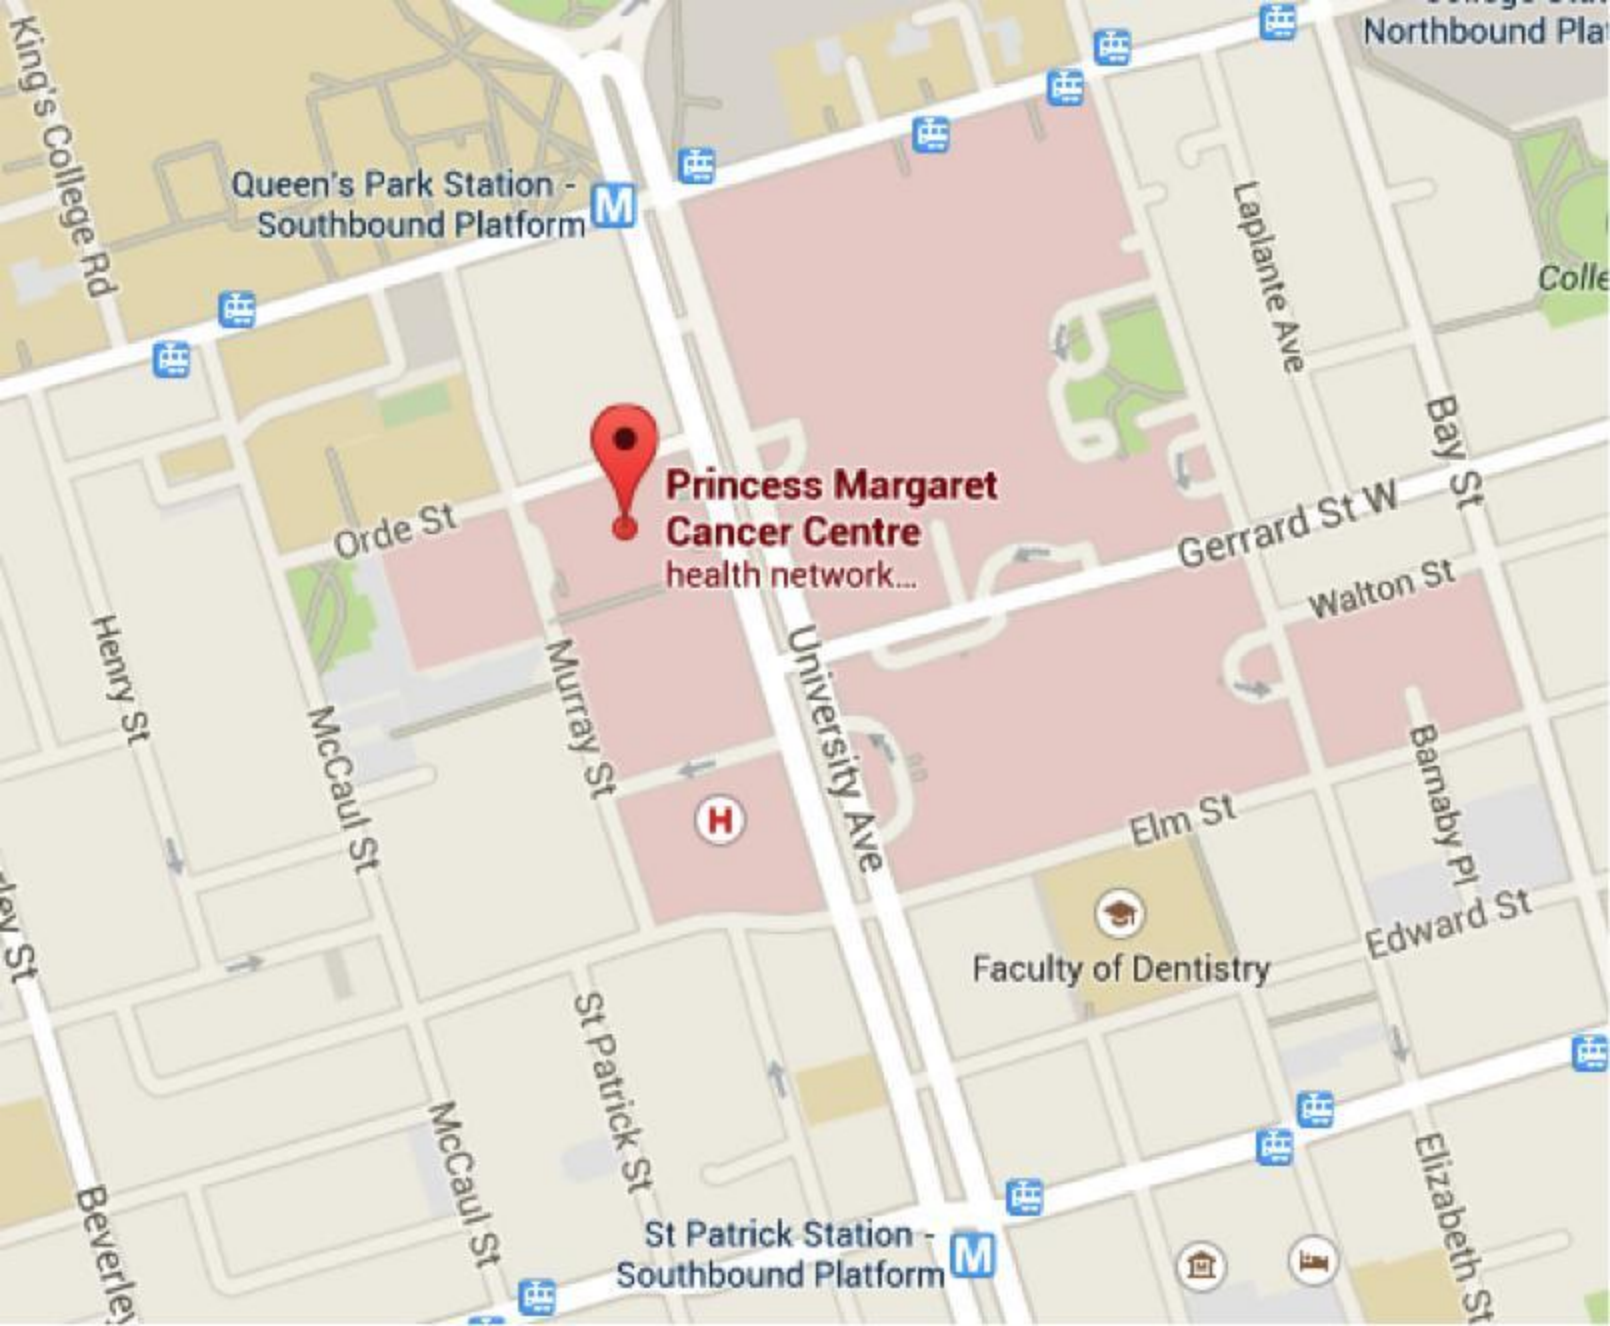 Northbound Pla
King's College Rd
Queen's Park Station -
Southbound Platform
Laplante Ave
Colle
Bay St
Princess Margaret
Cancer Centre
health network...
Orde St
Gerrard St W
Walton St
Henry St
McCaul St
Murray St
University Ave
Barnaby Pl
H
Elm St
Edward St
Faculty of Dentistry
ley St
St Patrick St
McCaul St
Beverley
Elizabeth St
St Patrick Station -
Southbound Platform
M
M